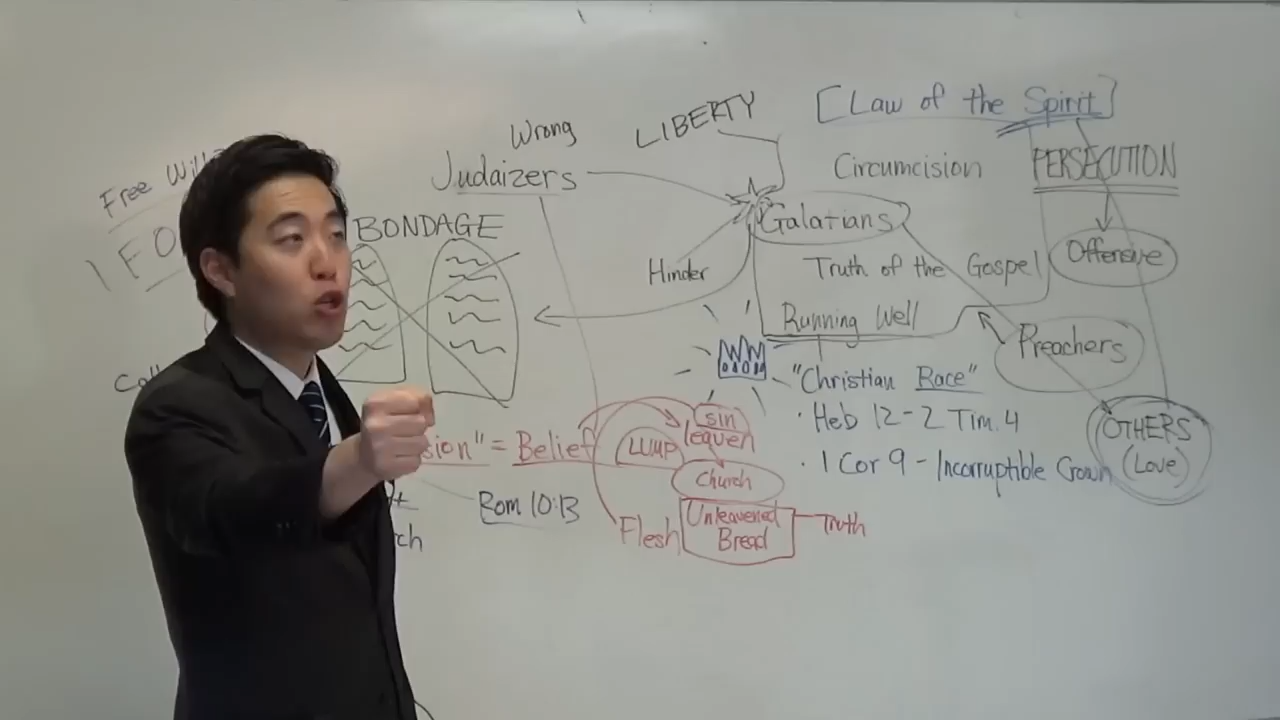 [Law of the Spirit]
LIBERTY
Wrong
Judaizers
Circumcision
PERSECUTION
Free Will
BONDAGE
Galatians
Offensive
Hinder
Truth of the Gospel
Running Well
Preachers
"Christian Race"
· Heb 12 - 2 Tim. 4
· 1 Cor 9 - Incorruptible Crown
OTHERS
(Love)
sion" = Belief
LUMP
sin
leaven
Church
Rom 10:13
Flesh
Unleavened
Bread
Truth